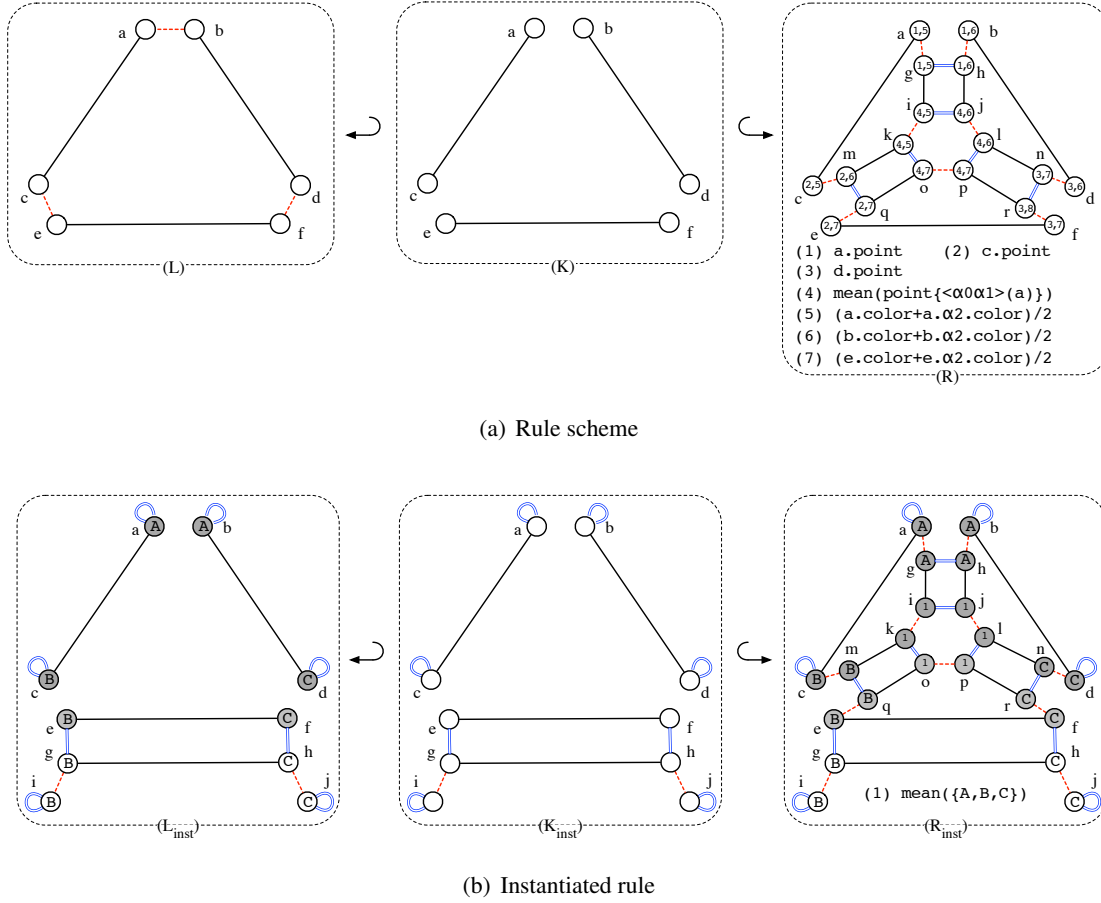 a b
c d
e f
(L)
a b
c d
e f
(K)
a 1,5 1,6 b
g 1,5 1,6 h
i 4,5 4,6 j
k 4,5 4,6 l
m 2,6 4,7 4,7 3,7 n
c 2,5 o p 3,6 d
q 2,7 r 3,8
e 2,7 3,7 f
(1) a.point (2) c.point
(3) d.point
(4) mean(point{<α0α1>(a)})
(5) (a.color+a.α2.color)/2
(6) (b.color+b.α2.color)/2
(7) (e.color+e.α2.color)/2
(R)
(a) Rule scheme
a A A b
c B C d
e B C f
g B C h
i B C j
(Linst)
a b
c d
e f
g h
i j
(Kinst)
a A A b
g A A h
i 1 1 j
k 1 1 l
m B 1 1 C n
c B o p C d
B q r C
e B C f
g B C h
i B C j
(1) mean({A,B,C})
(Rinst)
(b) Instantiated rule